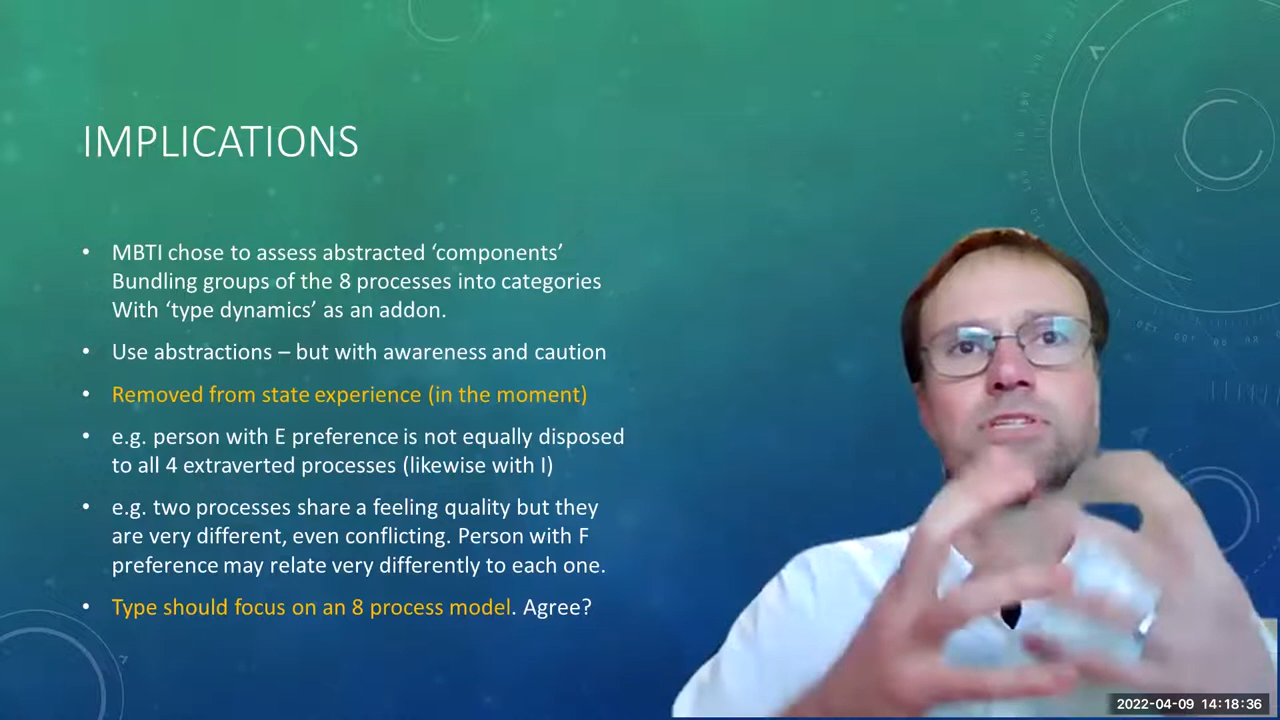 IMPLICATIONS
• MBTI chose to assess abstracted ‘components’
Bundling groups of the 8 processes into categories
With ‘type dynamics’ as an addon.
• Use abstractions – but with awareness and caution
• Removed from state experience (in the moment)
• e.g. person with E preference is not equally disposed
to all 4 extraverted processes (likewise with I)
• e.g. two processes share a feeling quality but they
are very different, even conflicting. Person with F
preference may relate very differently to each one.
• Type should focus on an 8 process model. Agree?
2022-04-09 14:18:36